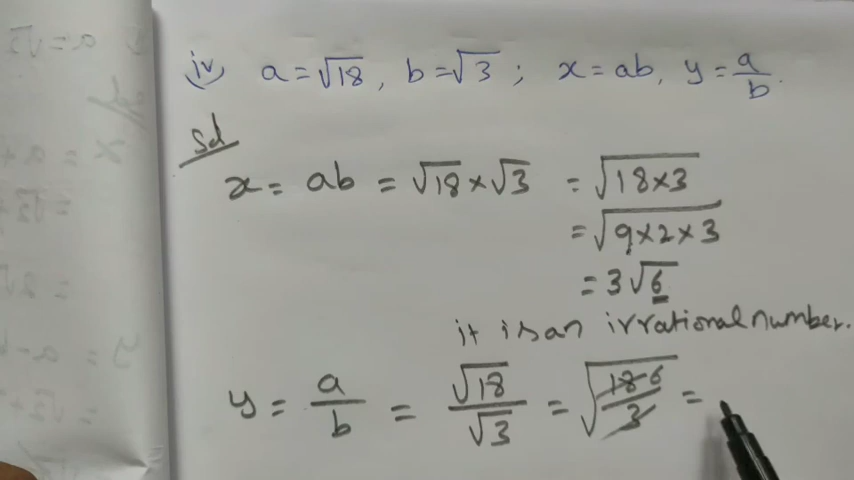 iv) a = √18, b = √3 ; x = ab, y = a/b.
Sol
x = ab = √18 × √3 = √18×3
= √9×2×3
= 3√6
it is an irrational number.
y = a/b = √18/√3 = √18 6/3 =